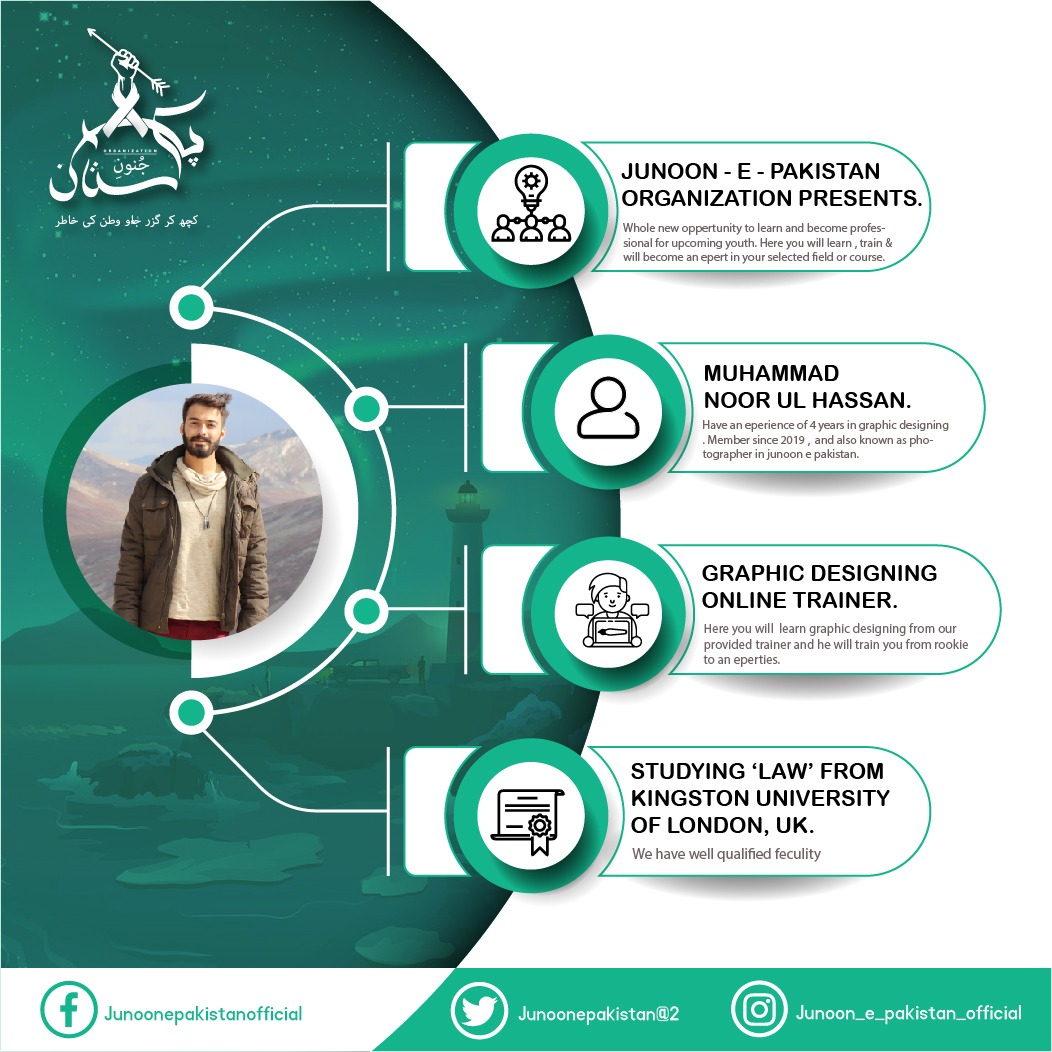 پاکستان
ORGANIZATION
جُنونِ
کچھ کر گزر جاو وطن کی خاطر
JUNOON - E - PAKISTAN
ORGANIZATION PRESENTS.
Whole new oppertunity to learn and become profes-
sional for upcoming youth. Here you will learn , train &
will become an epert in your selected field or course.
MUHAMMAD
NOOR UL HASSAN.
Have an eperience of 4 years in graphic designing
. Member since 2019 , and also known as pho-
tographer in junoon e pakistan.
GRAPHIC DESIGNING
ONLINE TRAINER.
Here you will learn graphic designing from our
provided trainer and he will train you from rookie
to an eperties.
STUDYING ‘LAW’ FROM
KINGSTON UNIVERSITY
OF LONDON, UK.
We have well qualified feculity
Junoonepakistanofficial
Junoonepakistan@2
Junoon_e_pakistan_official